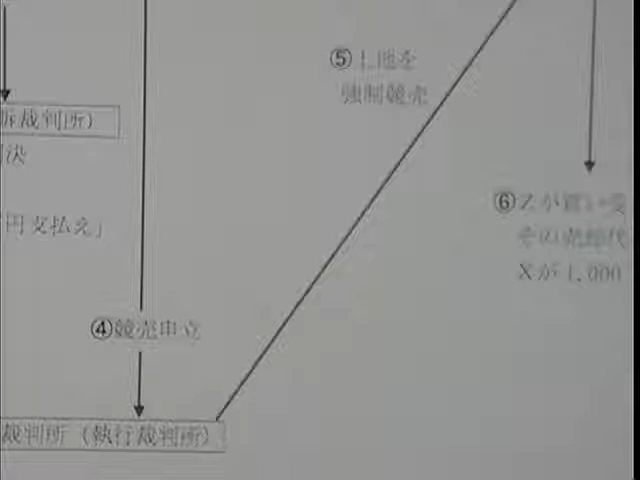 ⑤土地を
強制競売
訴裁判所）
判決
円支払え」
⑥Zが買い受
その売却代
Xが1,000
④競売申立
裁判所（執行裁判所）